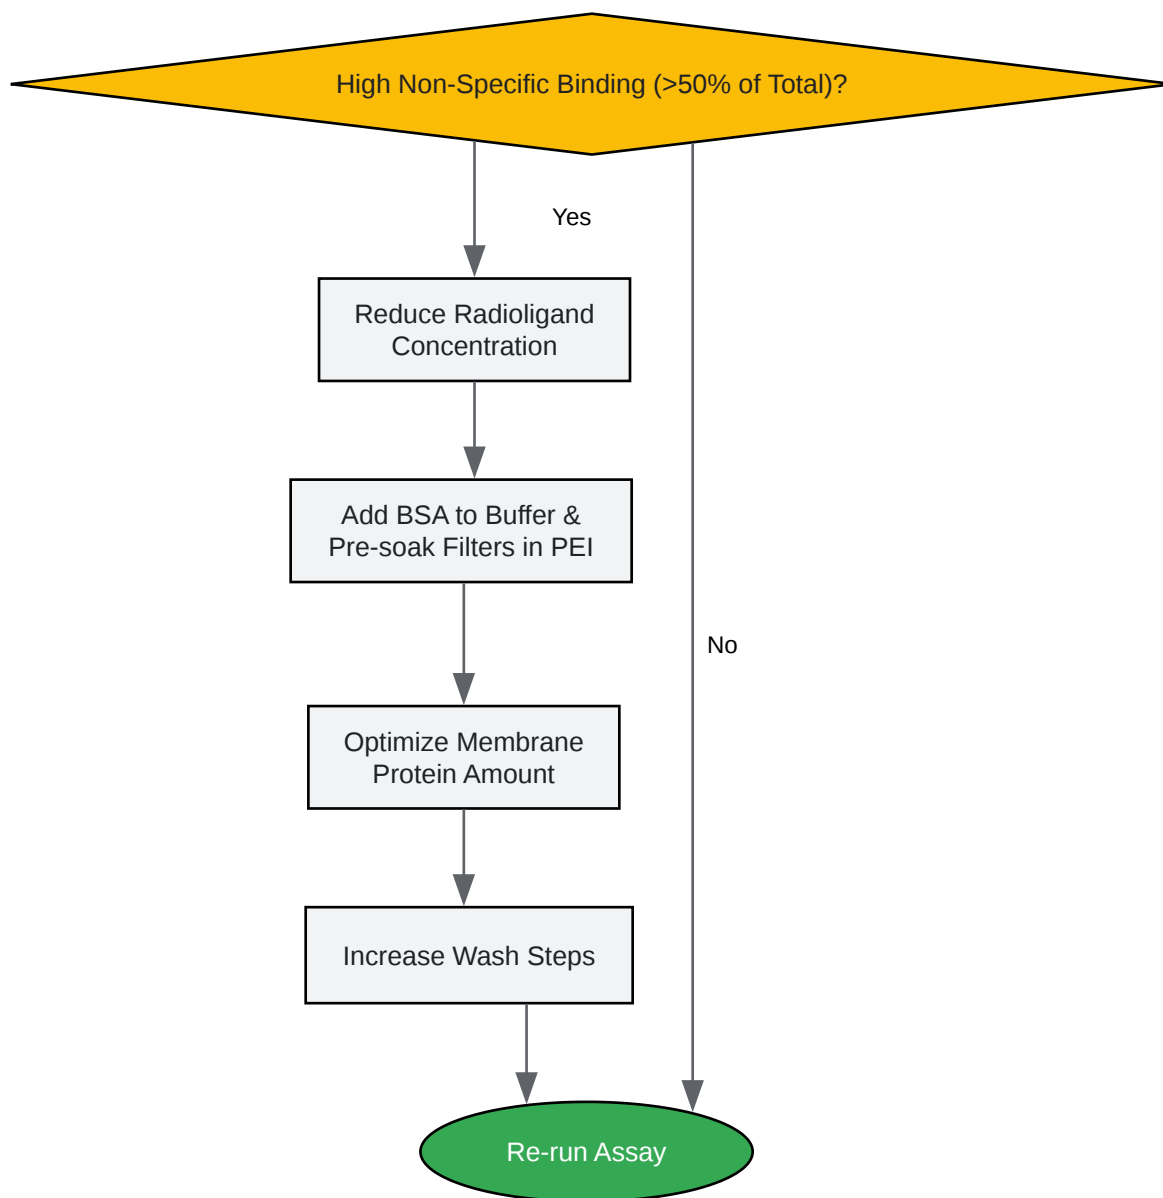 High Non-Specific Binding (>50% of Total)?
Yes
Reduce Radioligand
Concentration
Add BSA to Buffer &
Pre-soak Filters in PEI
No
Optimize Membrane
Protein Amount
Increase Wash Steps
Re-run Assay